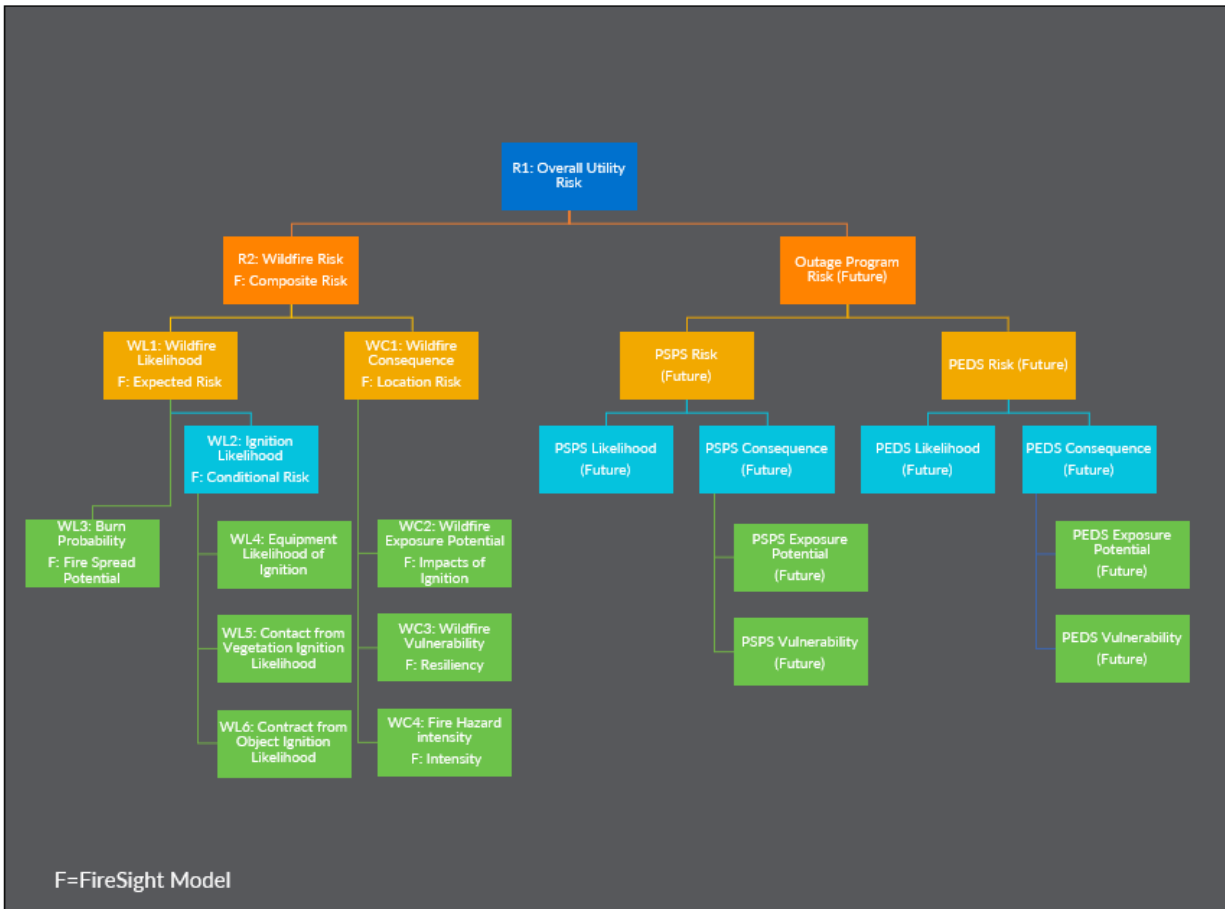 R1: Overall Utility
Risk
R2: Wildfire Risk
F: Composite Risk
Outage Program
Risk (Future)
WL1: Wildfire
Likelihood
F: Expected Risk
WC1: Wildfire
Consequence
F: Location Risk
PSPS Risk
(Future)
PEDS Risk (Future)
WL2: Ignition
Likelihood
F: Conditional Risk
PSPS Likelihood
(Future)
PSPS Consequence
(Future)
PEDS Likelihood
(Future)
PEDS Consequence
(Future)
WL3: Burn
Probability
F: Fire Spread
Potential
WL4: Equipment
Likelihood of
Ignition
WC2: Wildfire
Exposure Potential
F: Impacts of
Ignition
PSPS Exposure
Potential
(Future)
PEDS Exposure
Potential
(Future)
WL5: Contact from
Vegetation Ignition
Likelihood
WC3: Wildfire
Vulnerability
F: Resiliency
PSPS Vulnerability
(Future)
PEDS Vulnerability
(Future)
WL6: Contract from
Object Ignition
Likelihood
WC4: Fire Hazard
intensity
F: Intensity
F=FireSight Model